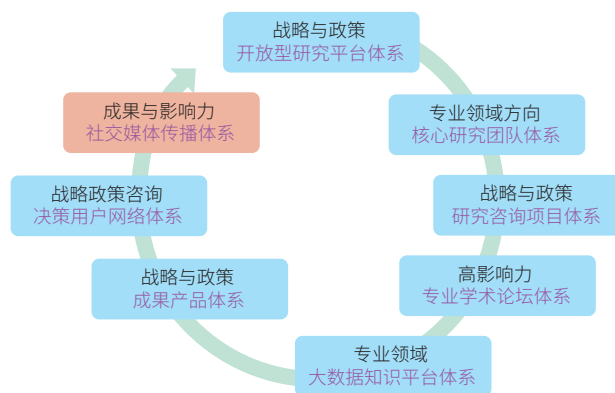 战略与政策
开放型研究平台体系
专业领域方向
核心研究团队体系
战略与政策
研究咨询项目体系
高影响力
专业学术论坛体系
专业领域
大数据知识平台体系
战略与政策
成果产品体系
战略政策咨询
决策用户网络体系
成果与影响力
社交媒体传播体系